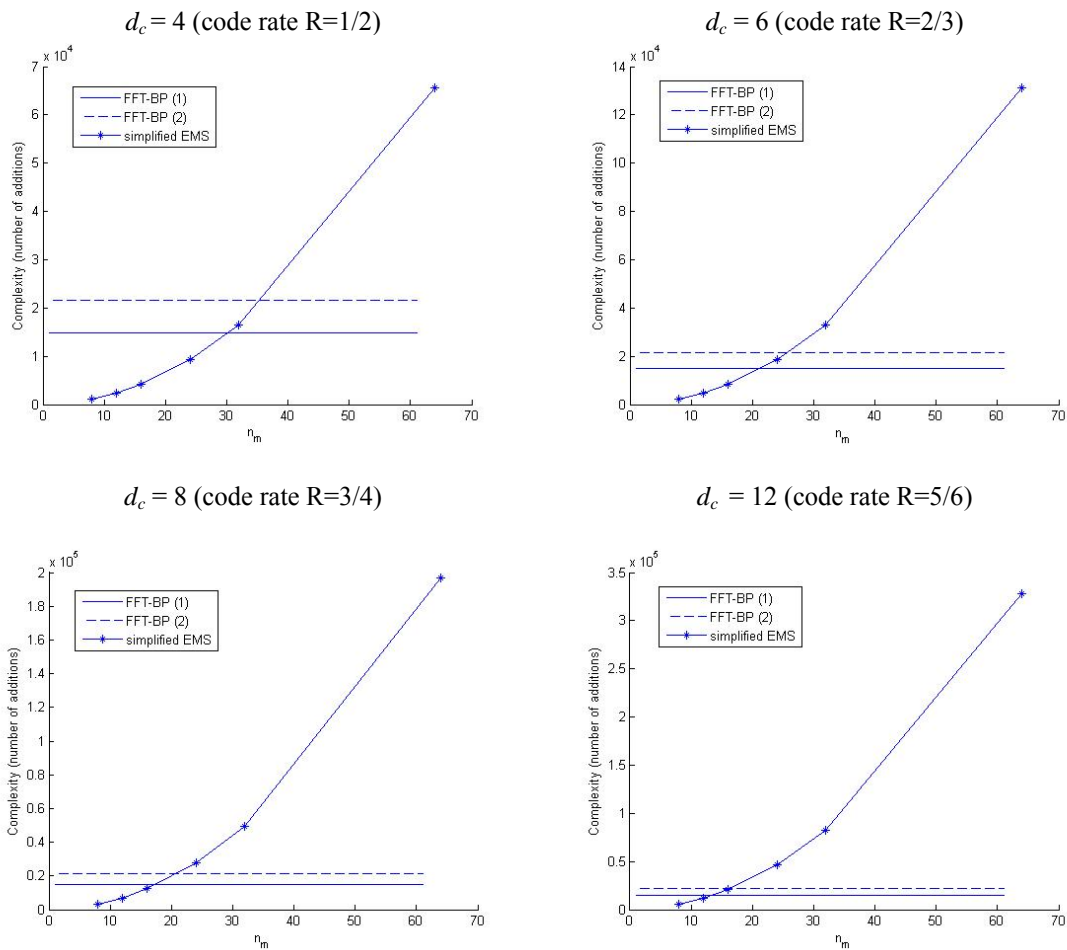 d_c = 4 (code rate R=1/2)
x 10^4
7
6
5
4
3
2
1
0
Complexity (number of additions)
FFT-BP (1)
FFT-BP (2)
simplified EMS
0 10 20 30 40 50 60 70
n_m
d_c = 6 (code rate R=2/3)
x 10^4
14
12
10
8
6
4
2
0
Complexity (number of additions)
FFT-BP (1)
FFT-BP (2)
simplified EMS
0 10 20 30 40 50 60 70
n_m
d_c = 8 (code rate R=3/4)
x 10^5
2
1.8
1.6
1.4
1.2
1
0.8
0.6
0.4
0.2
0
Complexity (number of additions)
FFT-BP (1)
FFT-BP (2)
simplified EMS
0 10 20 30 40 50 60 70
n_m
d_c = 12 (code rate R=5/6)
x 10^5
3.5
3
2.5
2
1.5
1
0.5
0
Complexity (number of additions)
FFT-BP (1)
FFT-BP (2)
simplified EMS
0 10 20 30 40 50 60 70
n_m